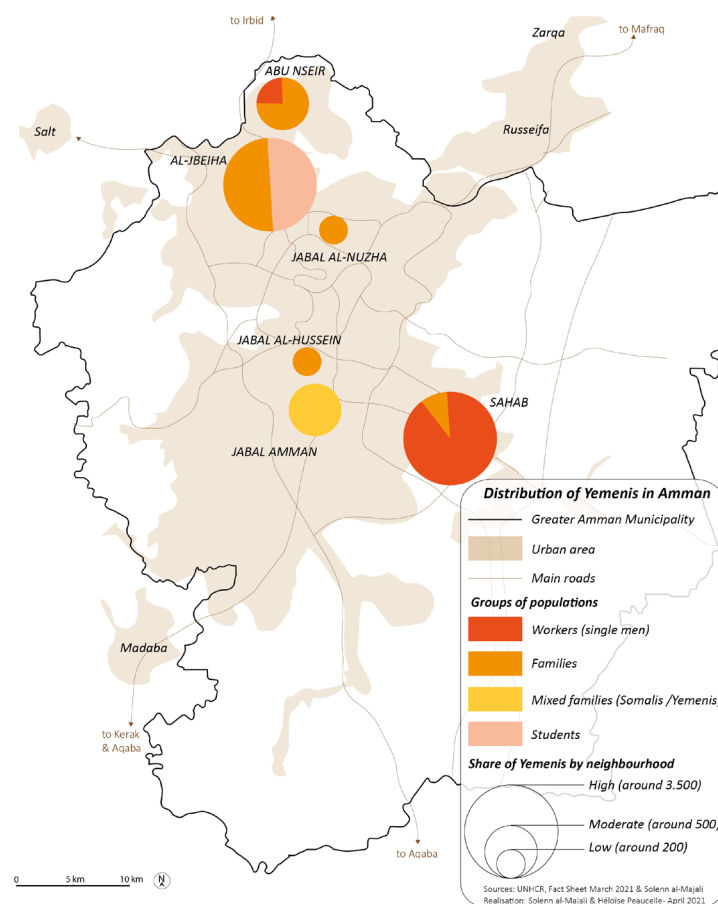 to Irbid
Zarqa
to Mafraq
ABU NSEIR
Salt
Russeifa
AL-JBEIHA
JABAL AL-NUZHA
JABAL AL-HUSSEIN
SAHAB
JABAL AMMAN
Madaba
to Kerak
& Aqaba
to Aqaba
0 5 km 10 km N
Distribution of Yemenis in Amman
Greater Amman Municipality
Urban area
Main roads
Groups of populations
Workers (single men)
Families
Mixed families (Somalis /Yemenis)
Students
Share of Yemenis by neighbourhood
High (around 3.500)
Moderate (around 500)
Low (around 200)
Sources: UNHCR, Fact Sheet March 2021 & Solenn al-Majali
Realisation: Solenn al-Majali & Héloïse Peaucelle- April 2021